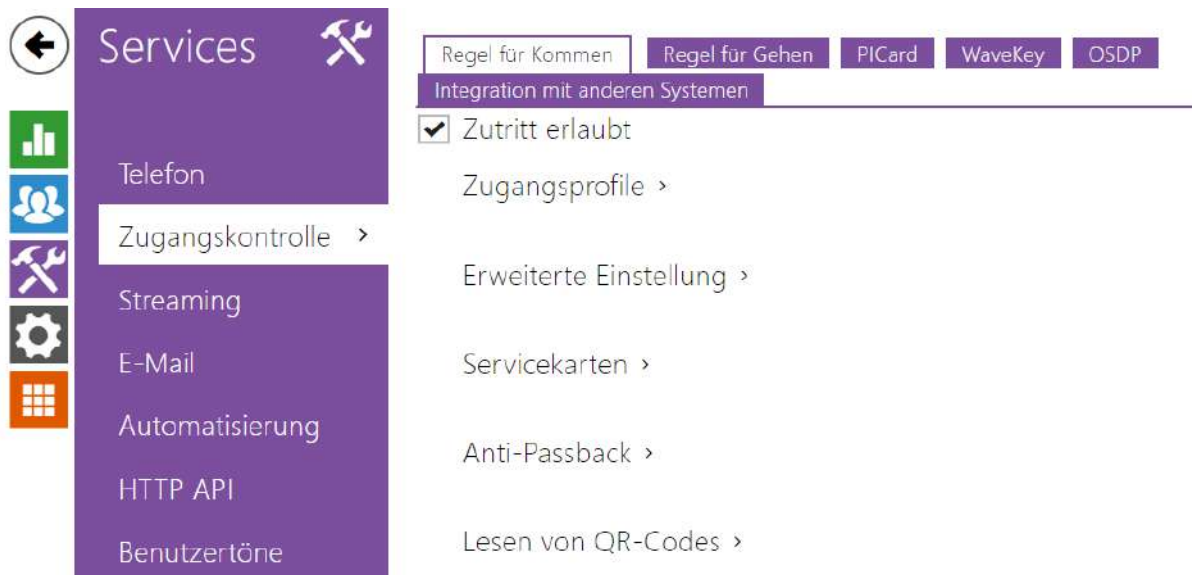 Services
Telefon
Zugangskontrolle
Streaming
E-Mail
Automatisierung
HTTP API
Benutzertöne
Regel für Kommen Regel für Gehen PICard WaveKey OSDP
Integration mit anderen Systemen
Zutritt erlaubt
Zugangsprofile
Erweiterte Einstellung
Servicekarten
Anti-Passback
Lesen von QR-Codes